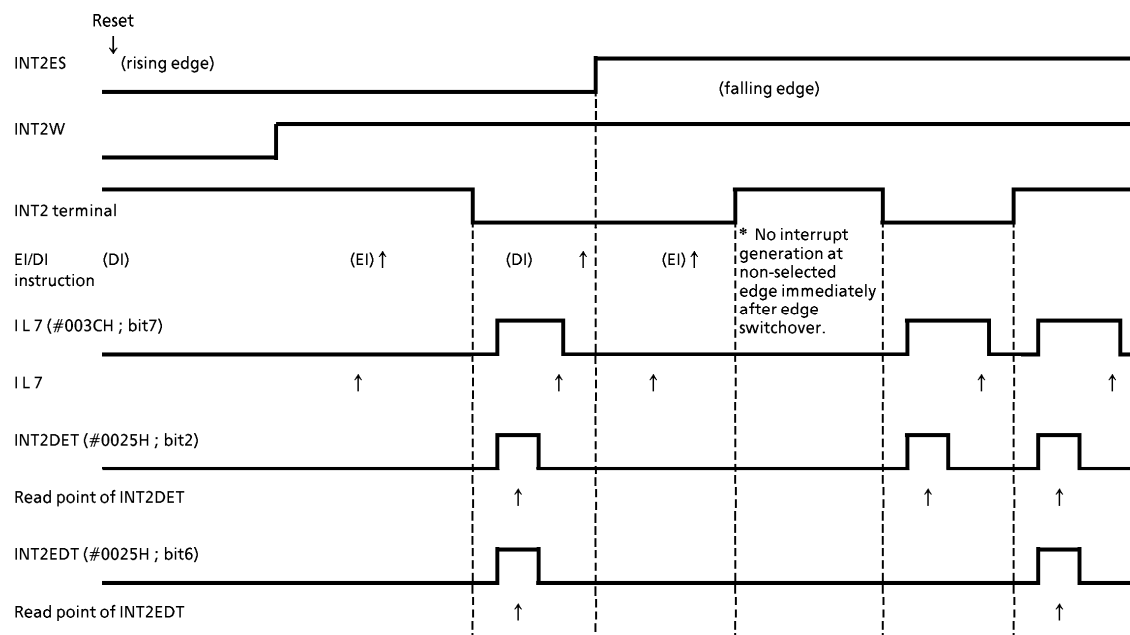 Reset
↓
INT2ES (rising edge)
(falling edge)
INT2W
INT2 terminal
EI/DI instruction (DI) (EI) ↑ (DI) ↑ (EI) ↑
* No interrupt
generation at
non-selected
edge immediately
after edge
switchover.
I L 7 (#003CH ; bit7)
I L 7 ↑ ↑ ↑ ↑ ↑
INT2DET (#0025H ; bit2)
Read point of INT2DET ↑ ↑ ↑
INT2EDT (#0025H ; bit6)
Read point of INT2EDT ↑ ↑